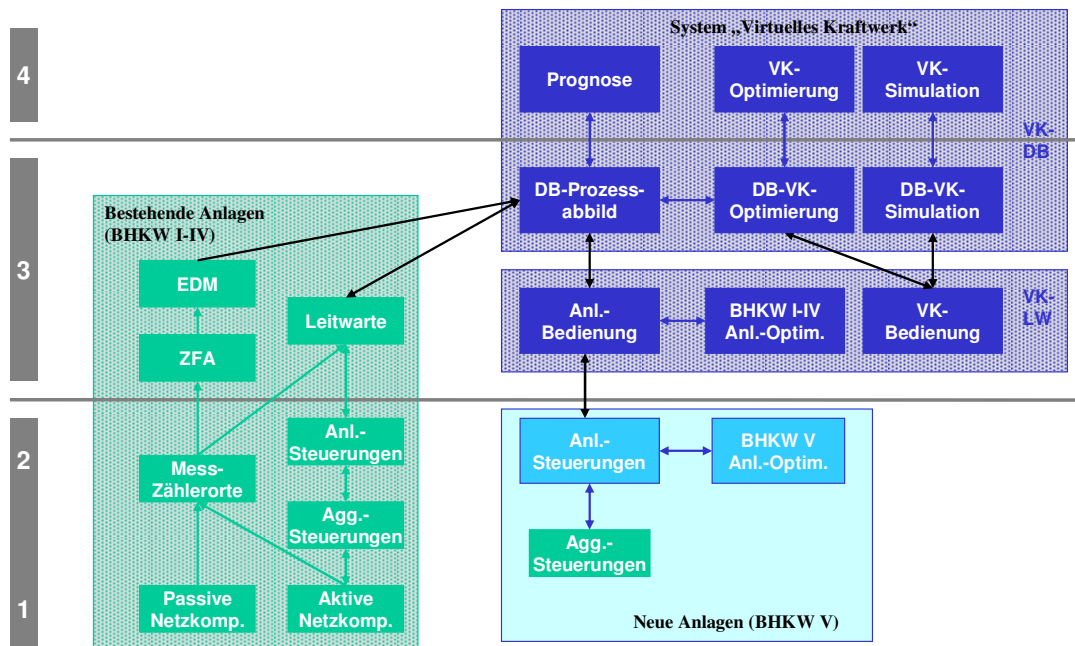 System „Virtuelles Kraftwerk“
4
Prognose
VK-
Optimierung
VK-
Simulation
VK-
DB
3
DB-Prozess-
abbild
DB-VK-
Optimierung
DB-VK-
Simulation
Bestehende Anlagen
(BHKW I-IV)
EDM
Leitwarte
ZFA
Anl.-
Bedienung
BHKW I-IV
Anl.-Optim.
VK-
Bedienung
VK-
LW
2
Anl.-
Steuerungen
Mess-
Zählerorte
Agg.-
Steuerungen
Anl.-
Steuerungen
BHKW V
Anl.-Optim.
Agg.-
Steuerungen
1
Passive
Netzkomp.
Aktive
Netzkomp.
Neue Anlagen (BHKW V)